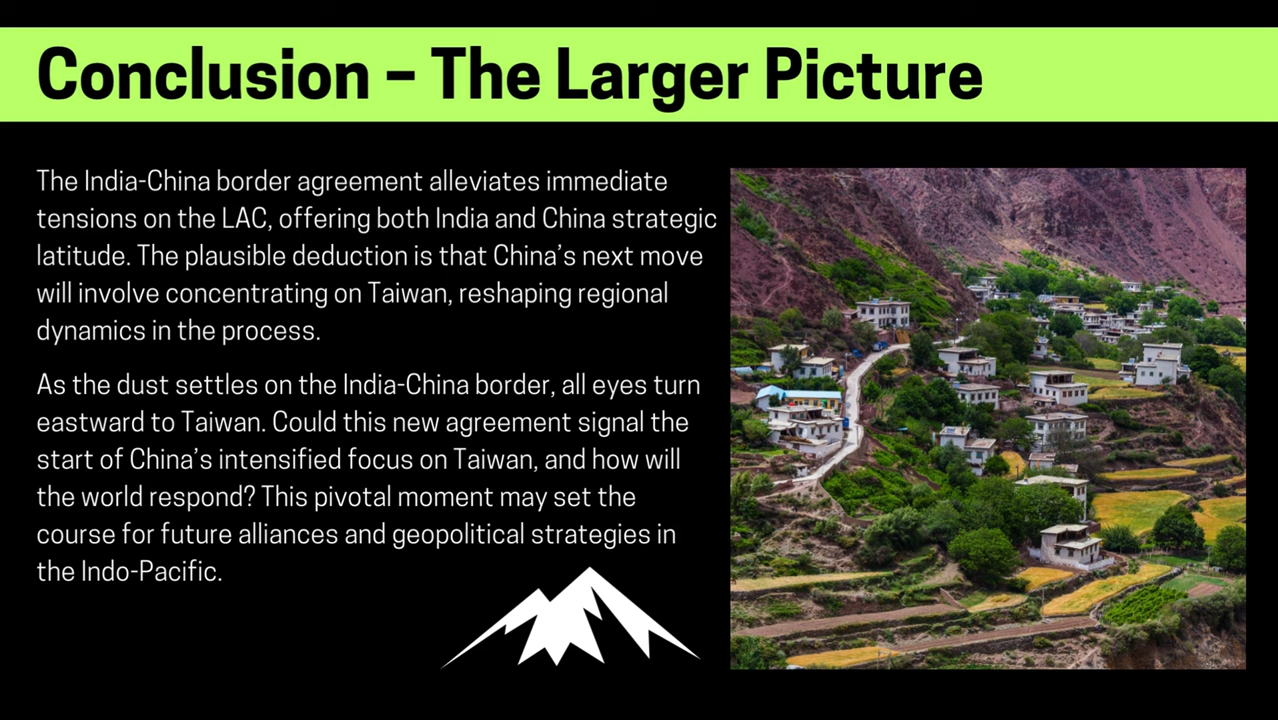 Conclusion – The Larger Picture
The India-China border agreement alleviates immediate
tensions on the LAC, offering both India and China strategic
latitude. The plausible deduction is that China's next move
will involve concentrating on Taiwan, reshaping regional
dynamics in the process.
As the dust settles on the India-China border, all eyes turn
eastward to Taiwan. Could this new agreement signal the
start of China's intensified focus on Taiwan, and how will
the world respond? This pivotal moment may set the
course for future alliances and geopolitical strategies in
the Indo-Pacific.